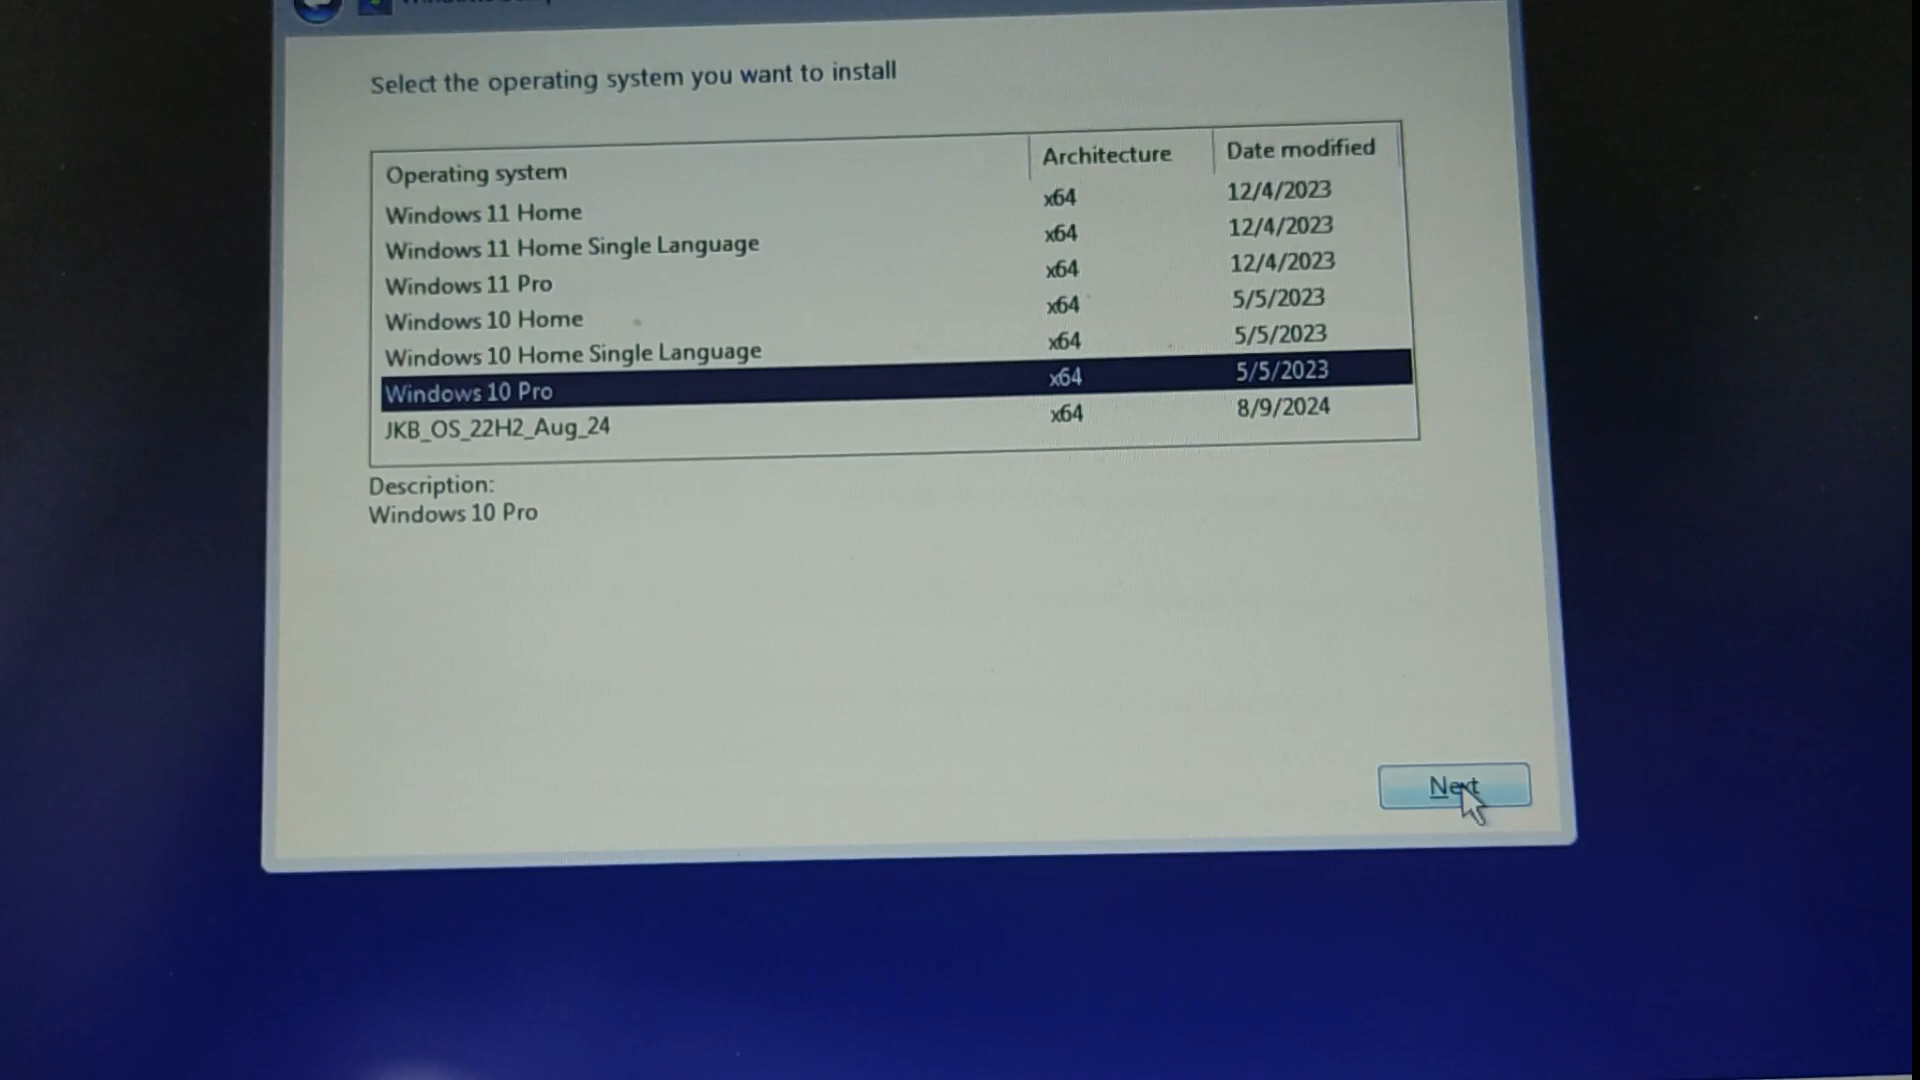 Select the operating system you want to install
Operating system Architecture Date modified
Windows 11 Home x64 12/4/2023
Windows 11 Home Single Language x64 12/4/2023
Windows 11 Pro x64 12/4/2023
Windows 10 Home x64 5/5/2023
Windows 10 Home Single Language x64 5/5/2023
Windows 10 Pro x64 5/5/2023
JKB_OS_22H2_Aug_24 x64 8/9/2024
Description:
Windows 10 Pro
Next